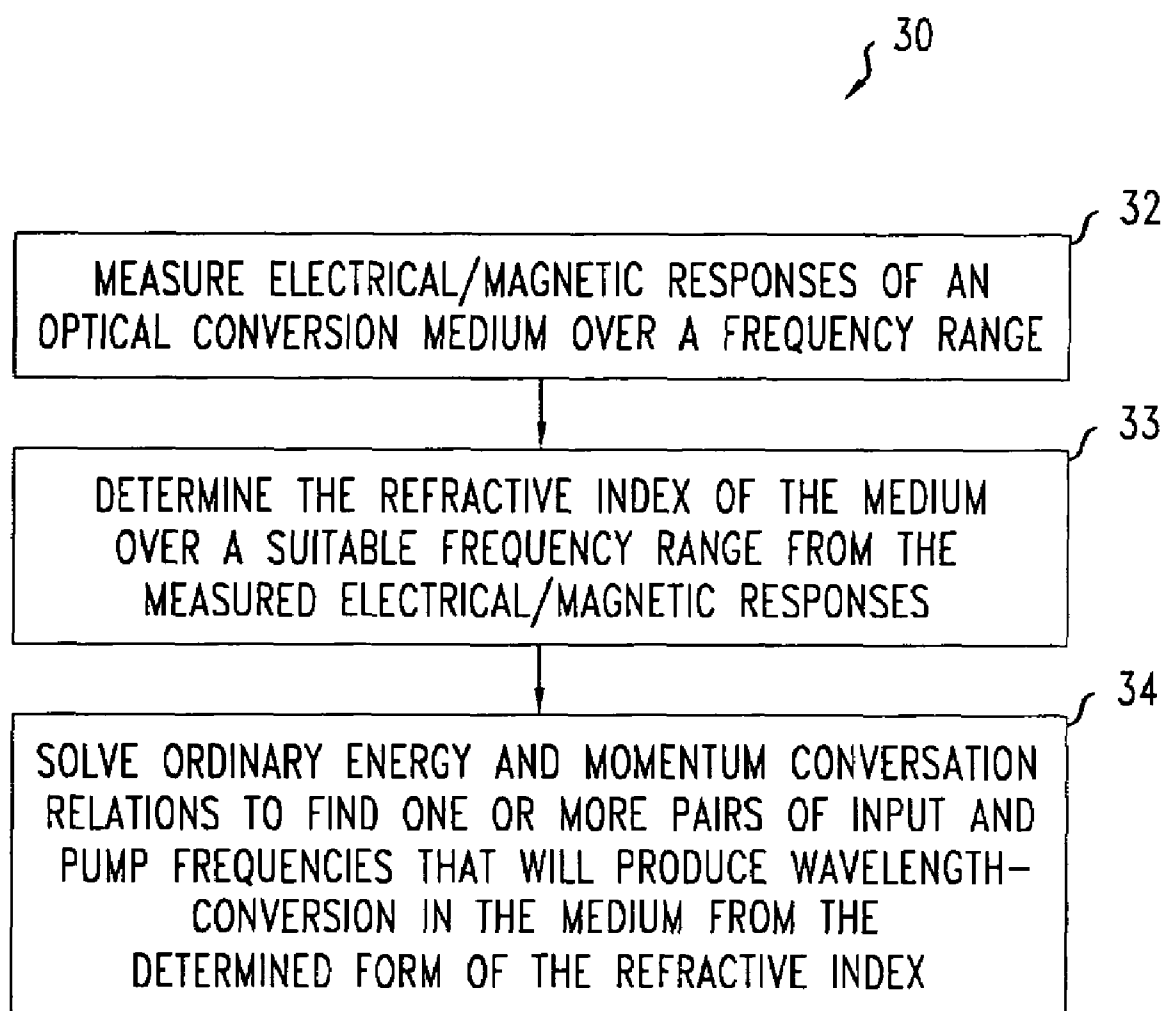 30
32
MEASURE ELECTRICAL/MAGNETIC RESPONSES OF AN
OPTICAL CONVERSION MEDIUM OVER A FREQUENCY RANGE
33
DETERMINE THE REFRACTIVE INDEX OF THE MEDIUM
OVER A SUITABLE FREQUENCY RANGE FROM THE
MEASURED ELECTRICAL/MAGNETIC RESPONSES
34
SOLVE ORDINARY ENERGY AND MOMENTUM CONVERSATION
RELATIONS TO FIND ONE OR MORE PAIRS OF INPUT AND
PUMP FREQUENCIES THAT WILL PRODUCE WAVELENGTH-
CONVERSION IN THE MEDIUM FROM THE
DETERMINED FORM OF THE REFRACTIVE INDEX